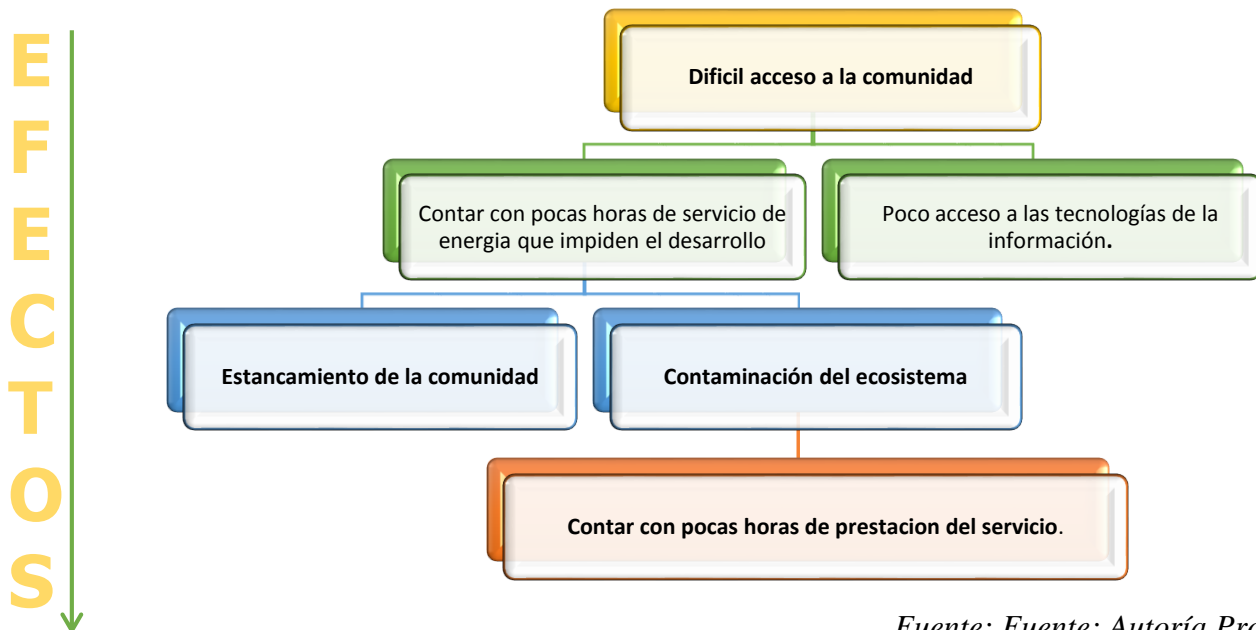 EFECTOS
Dificil acceso a la comunidad
Contar con pocas horas de servicio de
energia que impiden el desarrollo
Poco acceso a las tecnologías de la
información.
Estancamiento de la comunidad
Contaminación del ecosistema
Contar con pocas horas de prestacion del servicio.
Fuente: Fuente: Autoría